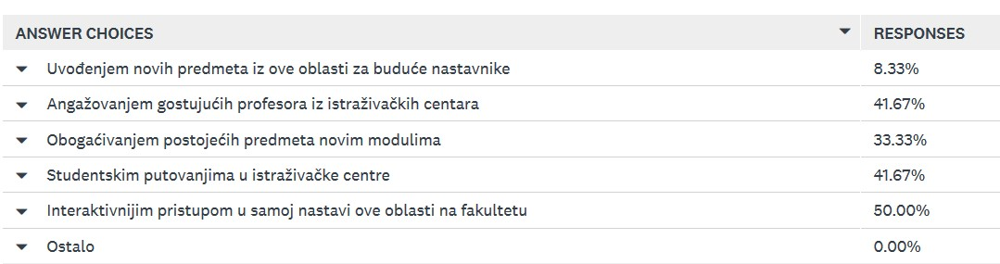 ANSWER CHOICES RESPONSES
Uvođenjem novih predmeta iz ove oblasti za buduće nastavnike 8.33%
Angažovanjem gostujućih profesora iz istraživačkih centara 41.67%
Obogaćivanjem postojećih predmeta novim modulima 33.33%
Studentskim putovanjima u istraživačke centre 41.67%
Interaktivnijim pristupom u samoj nastavi ove oblasti na fakultetu 50.00%
Ostalo 0.00%